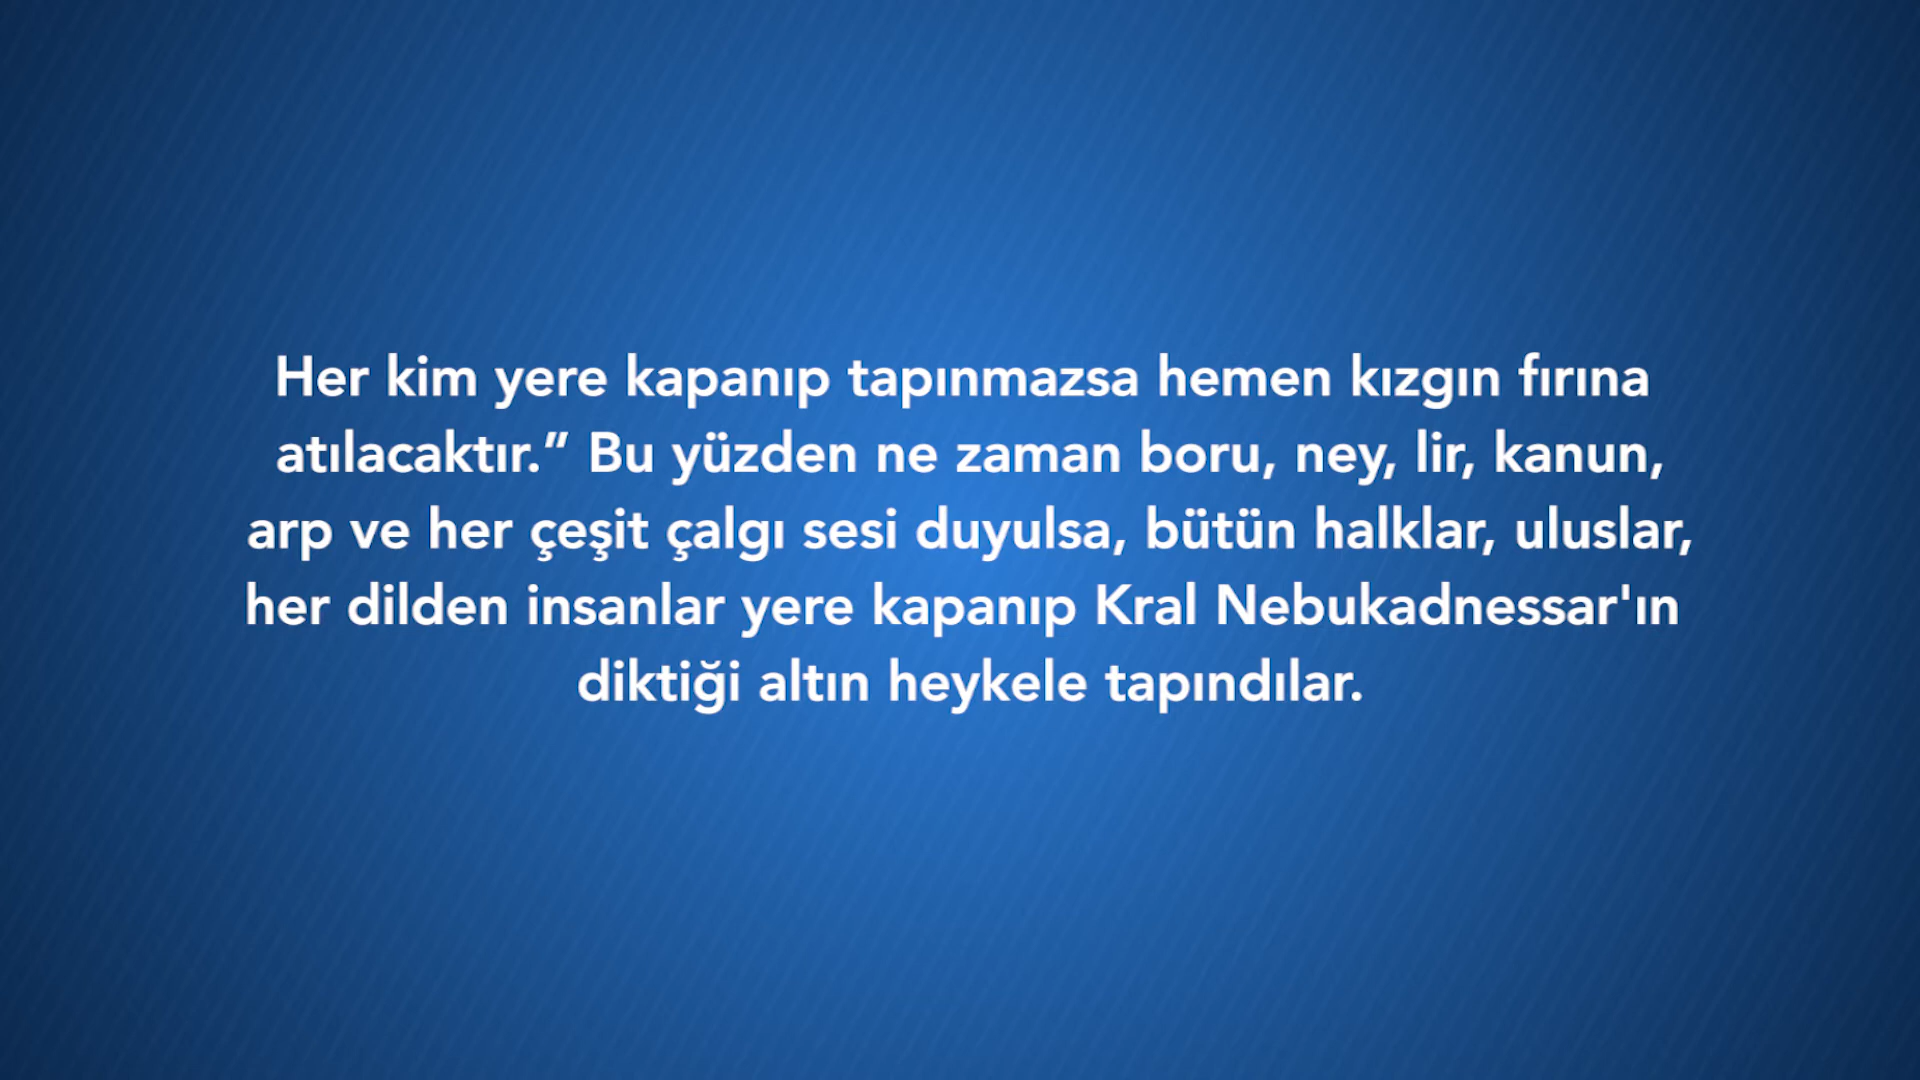 Her kim yere kapanıp tapınmazsa hemen kızgın fırına
atılacaktır.” Bu yüzden ne zaman boru, ney, lir, kanun,
arp ve her çeşit çalgı sesi duyulsa, bütün halklar, uluslar,
her dilden insanlar yere kapanıp Kral Nebukadnessar'ın
diktiği altın heykele tapındılar.